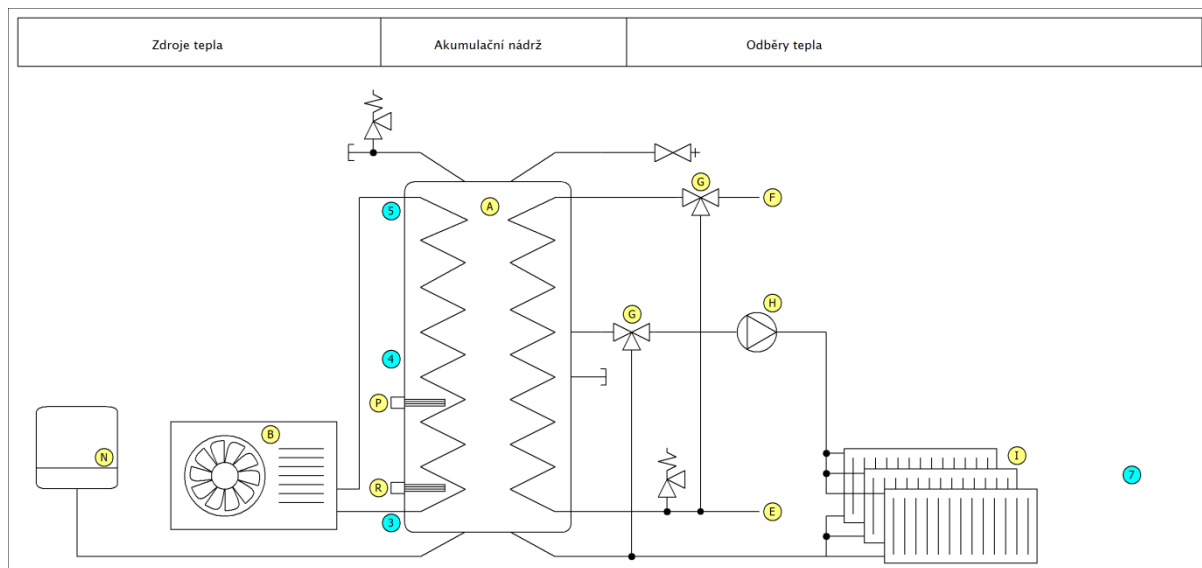 Zdroje tepla
Akumulační nádrž
Odběry tepla
G
5
A
F
H
G
4
P
B
I
N
7
R
E
3